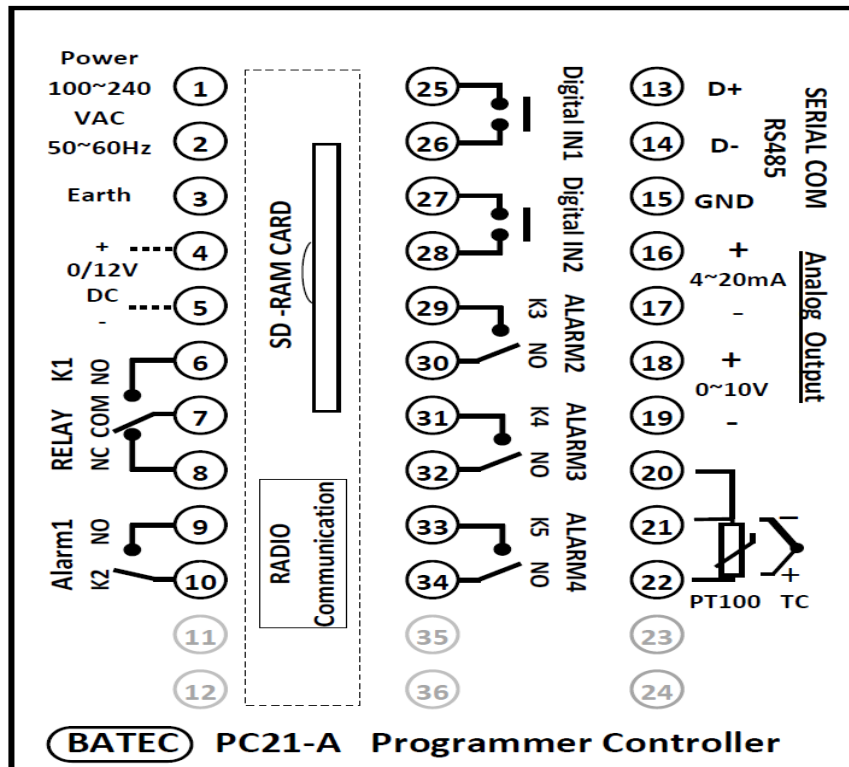 Power
100~240
VAC
50~60Hz
1
2
Earth
3
+
0/12V
DC
-
4
5
RELAY K1
NC COM NO
6
7
8
Alarm1
K2 NO
9
10
11
12
SD -RAM CARD
RADIO
Communication
25
26
Digital IN1
27
28
Digital IN2
29
30
K3 NO
ALARM2
31
32
K4 NO
ALARM3
33
34
K5 NO
ALARM4
35
36
13 D+
14 D-
15 GND
RS485
SERIAL COM
16 +
4~20mA
17 -
18 +
0~10V
19 -
Analog Output
20
21 -
22 +
PT100 TC
23
24
BATEC PC21-A Programmer Controller